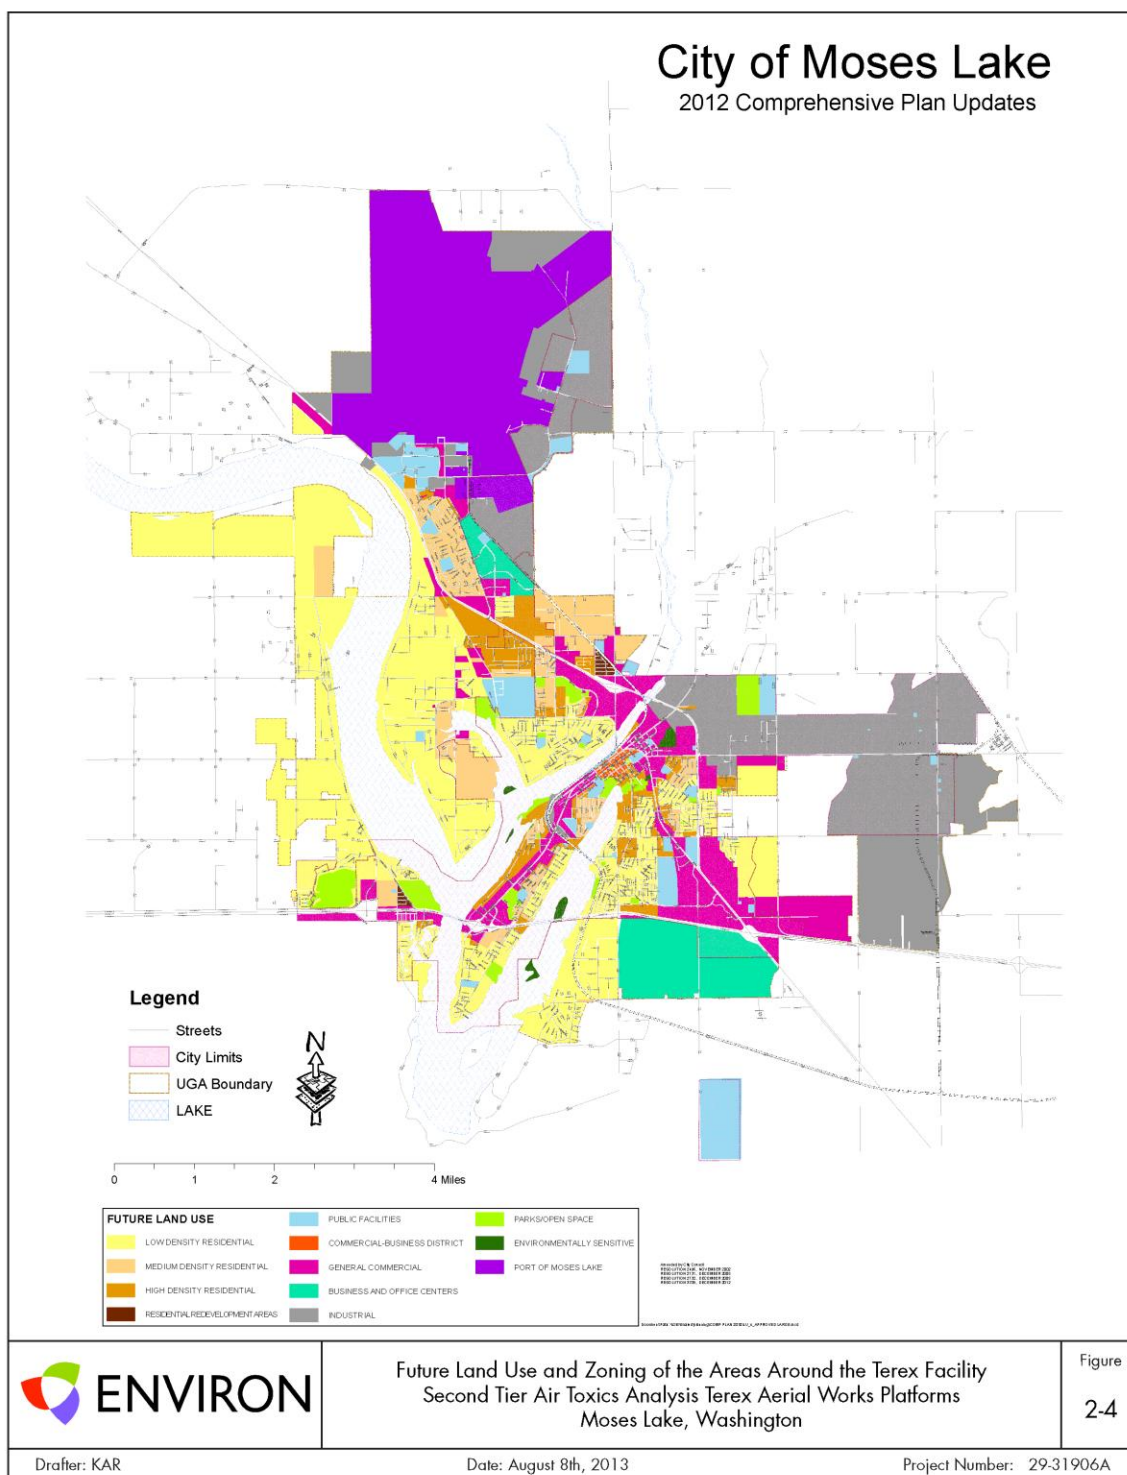 City of Moses Lake
2012 Comprehensive Plan Updates
Legend
Streets
City Limits
UGA Boundary
LAKE
N
0 1 2 4 Miles
FUTURE LAND USE
LOW DENSITY RESIDENTIAL
MEDIUM DENSITY RESIDENTIAL
HIGH DENSITY RESIDENTIAL
RESIDENTIAL REDEVELOPMENT AREAS
PUBLIC FACILITIES
COMMERCIAL-BUSINESS DISTRICT
GENERAL COMMERCIAL
BUSINESS AND OFFICE CENTERS
INDUSTRIAL
PARKS/OPEN SPACE
ENVIRONMENTALLY SENSITIVE
PORT OF MOSES LAKE
ENVIRON
Future Land Use and Zoning of the Areas Around the Terex Facility
Second Tier Air Toxics Analysis Terex Aerial Works Platforms
Moses Lake, Washington
Figure
2-4
Drafter: KAR
Date: August 8th, 2013
Project Number: 29-31906A